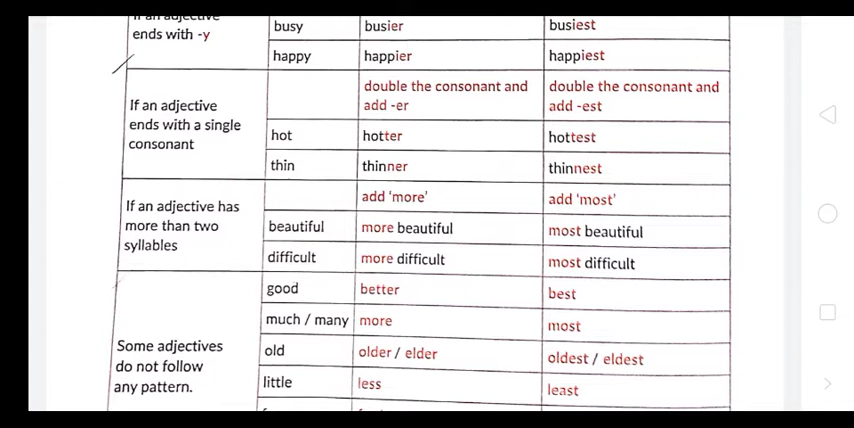 If an adjective
ends with -y
busy busier busiest
happy happier happiest
If an adjective
ends with a single
consonant
double the consonant and
add -er
double the consonant and
add -est
hot hotter hottest
thin thinner thinnest
If an adjective has
more than two
syllables
add 'more' add 'most'
beautiful more beautiful most beautiful
difficult more difficult most difficult
Some adjectives
do not follow
any pattern.
good better best
much / many more most
old older / elder oldest / eldest
little less least